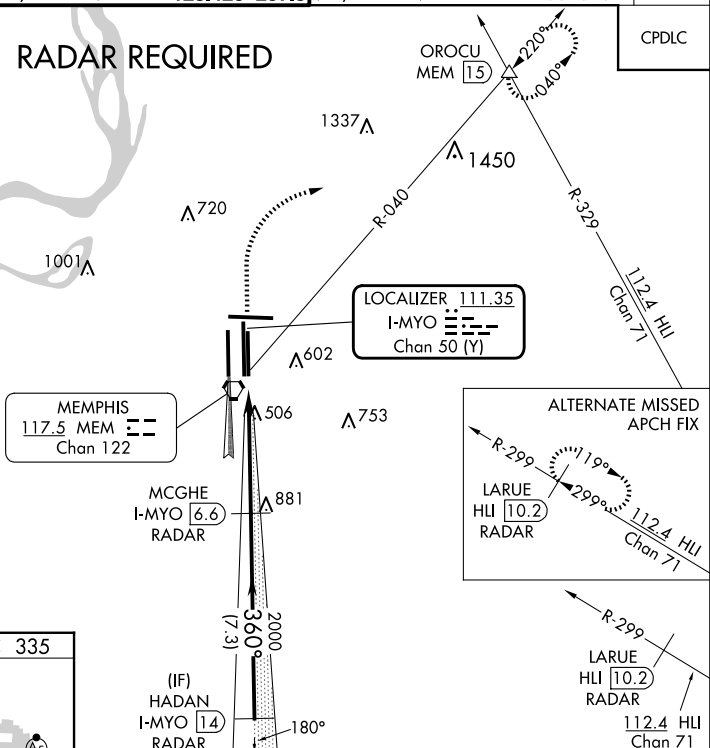 RADAR REQUIRED
CPDLC
OROCU
MEM 15
220°
040°
1337
1450
R-040
R-329
720
1001
112.4 HLI
Chan 71
LOCALIZER 111.35
I-MYO
Chan 50 (Y)
602
MEMPHIS
117.5 MEM
Chan 122
506
753
ALTERNATE MISSED
APCH FIX
R-299
119°
299°
LARUE
HLI 10.2
RADAR
112.4 HLI
Chan 71
MCGHE
I-MYO 6.6
RADAR
881
2000
360°
(7.3)
335
(IF)
HADAN
I-MYO 14
RADAR
180°
R-299
LARUE
HLI 10.2
RADAR
112.4 HLI
Chan 71